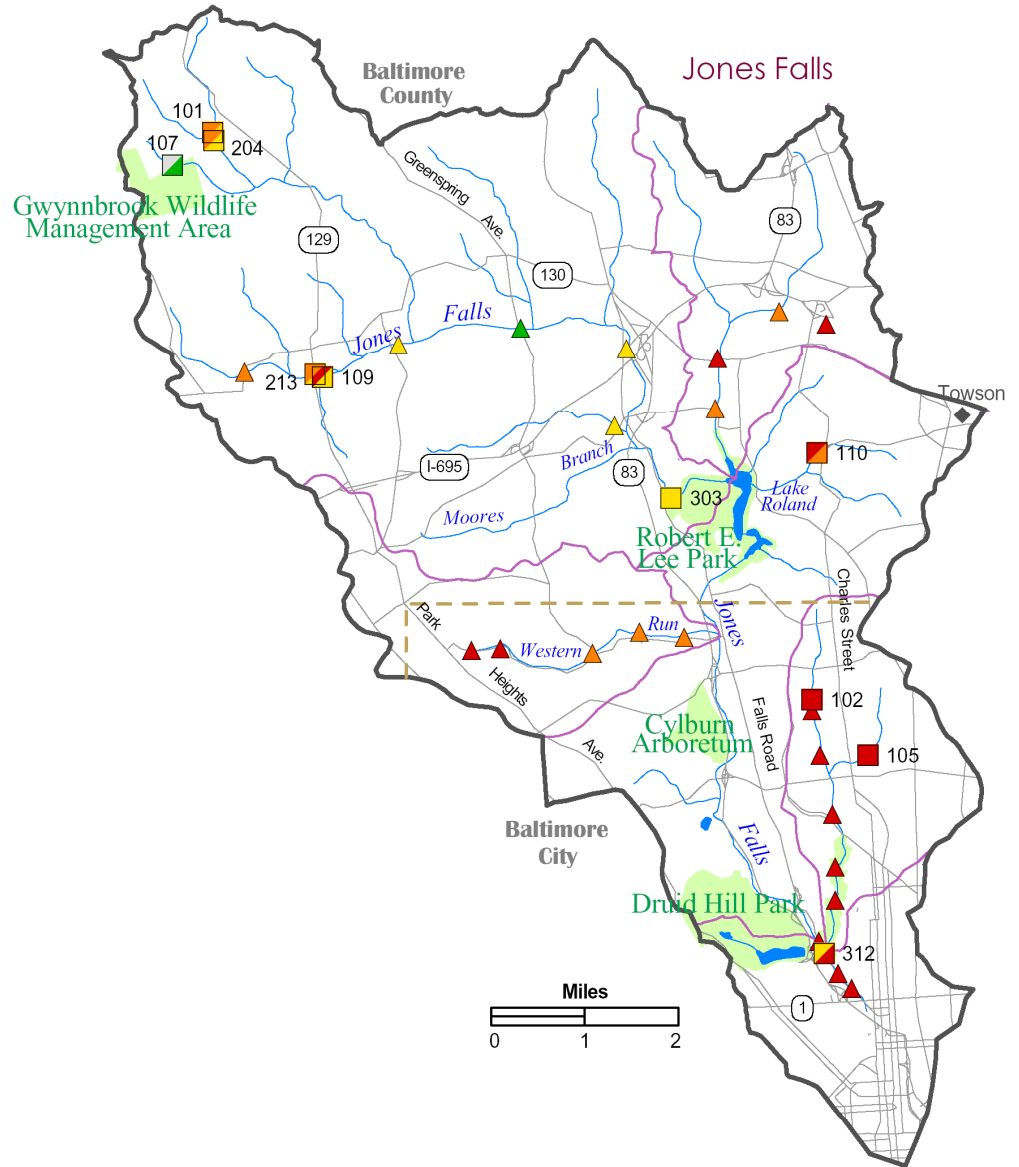 Jones Falls
Baltimore
County
101
204
107
Gwynnbrook Wildlife
Management Area
Greenspring
Ave.
129
83
130
Jones
Falls
213
109
Towson
I-695
Branch
83
110
Moores
303
Lake
Roland
Robert E.
Lee Park
Park
Heights
Ave.
Western
Run
Jones
Charles Street
102
Cylburn
Arboretum
Falls Road
105
Baltimore
City
Falls
Druid Hill Park
312
Miles
0
1
2
1